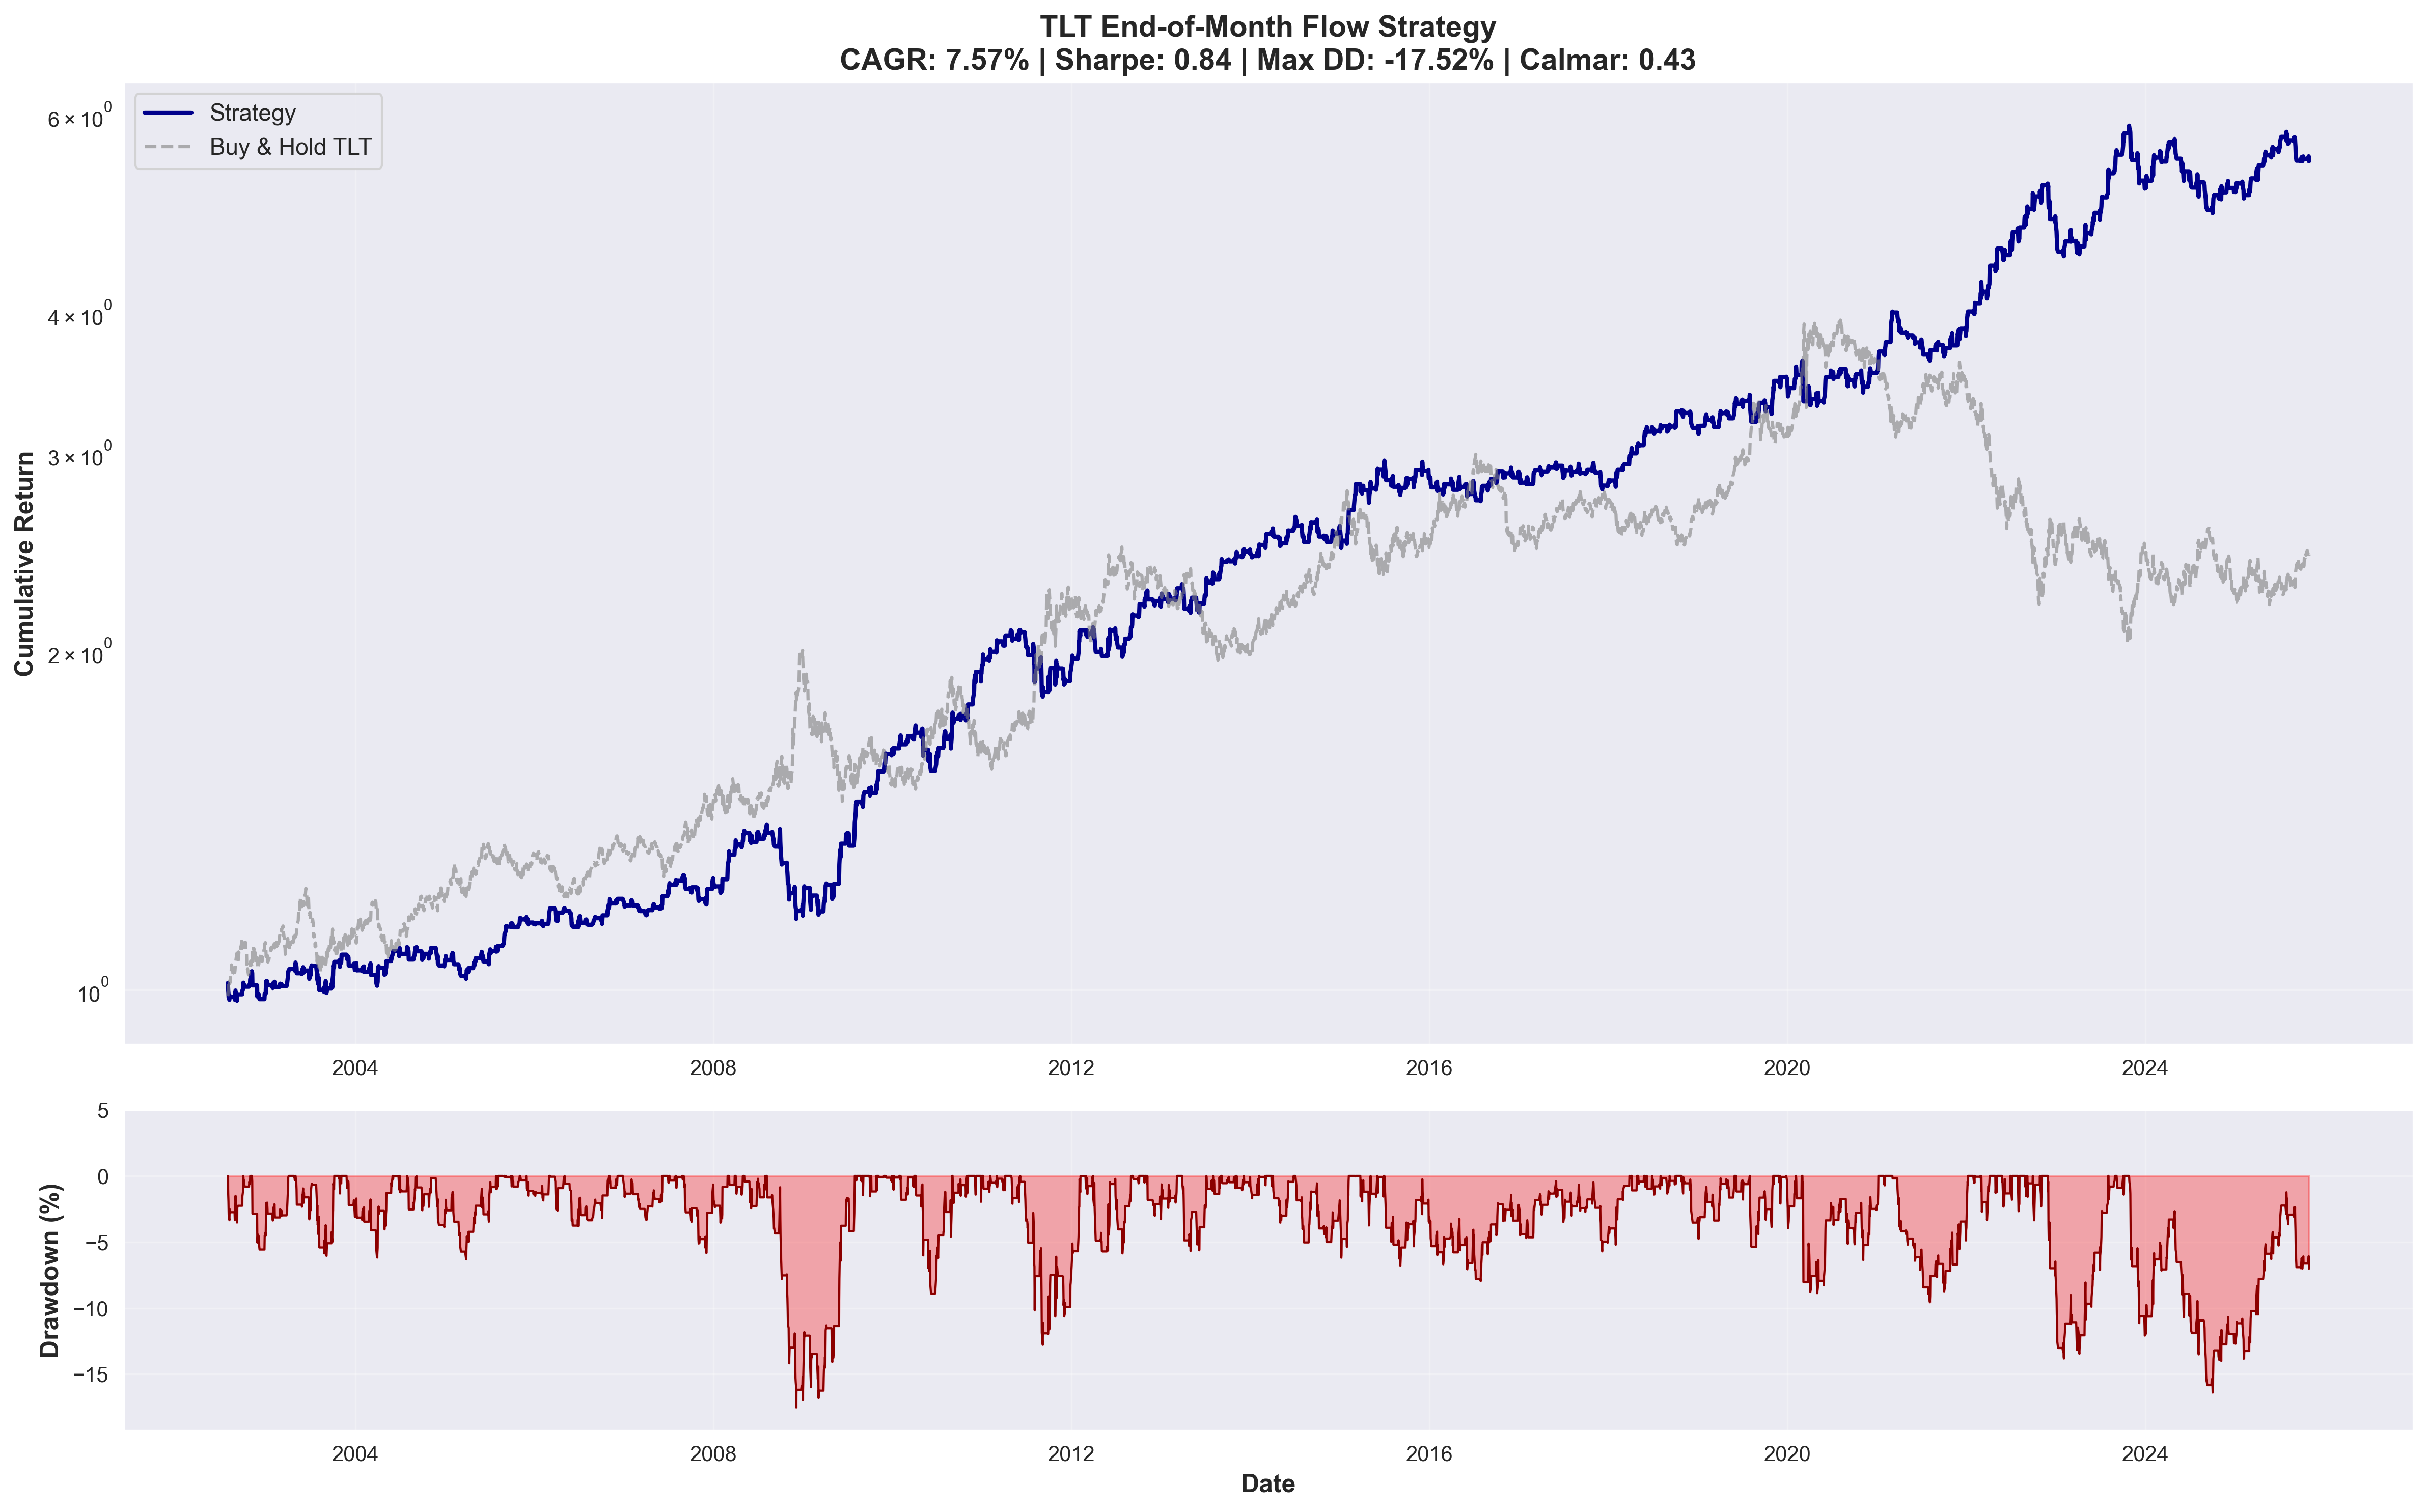 TLT End-of-Month Flow Strategy
CAGR: 7.57% | Sharpe: 0.84 | Max DD: -17.52% | Calmar: 0.43
Strategy
Buy & Hold TLT
Cumulative Return
6 × 10⁰
4 × 10⁰
3 × 10⁰
2 × 10⁰
10⁰
2004 2008 2012 2016 2020 2024
Drawdown (%)
5
0
−5
−10
−15
2004 2008 2012 2016 2020 2024
Date